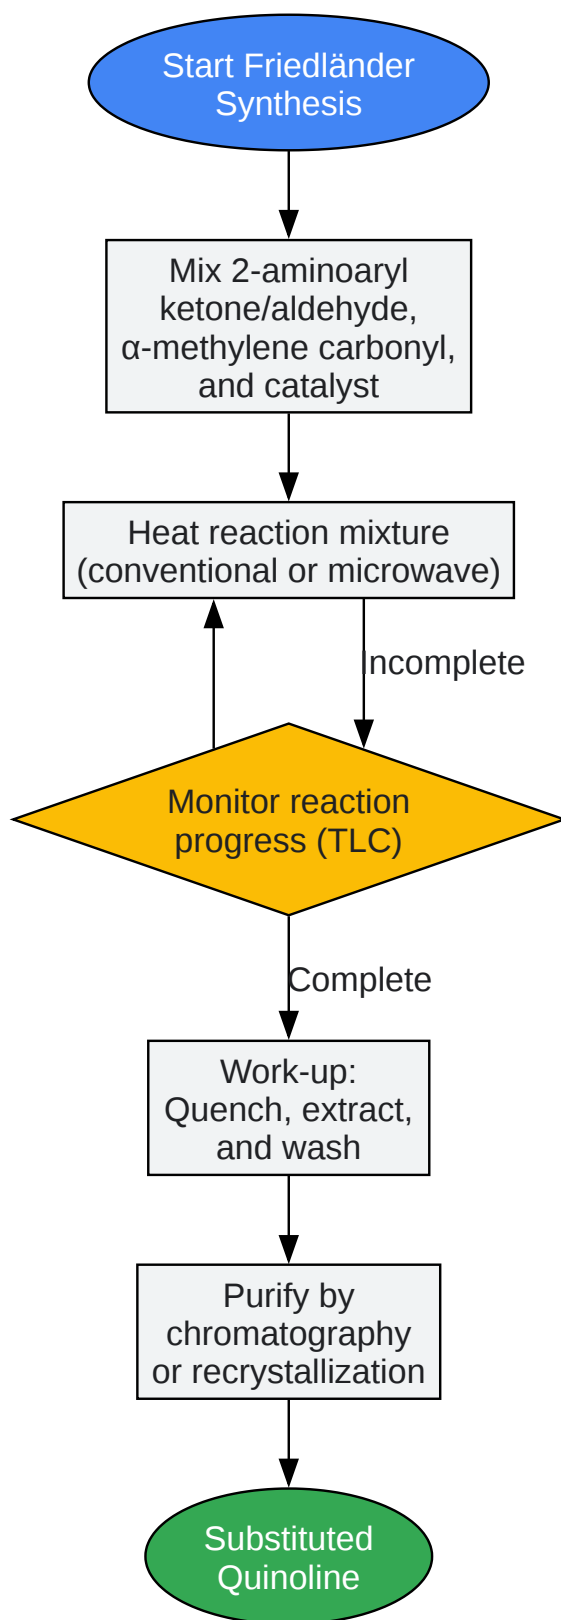 Start Friedländer
Synthesis
Mix 2-aminoaryl
ketone/aldehyde,
α-methylene carbonyl,
and catalyst
Heat reaction mixture
(conventional or microwave)
Incomplete
Monitor reaction
progress (TLC)
Complete
Work-up:
Quench, extract,
and wash
Purify by
chromatography
or recrystallization
Substituted
Quinoline